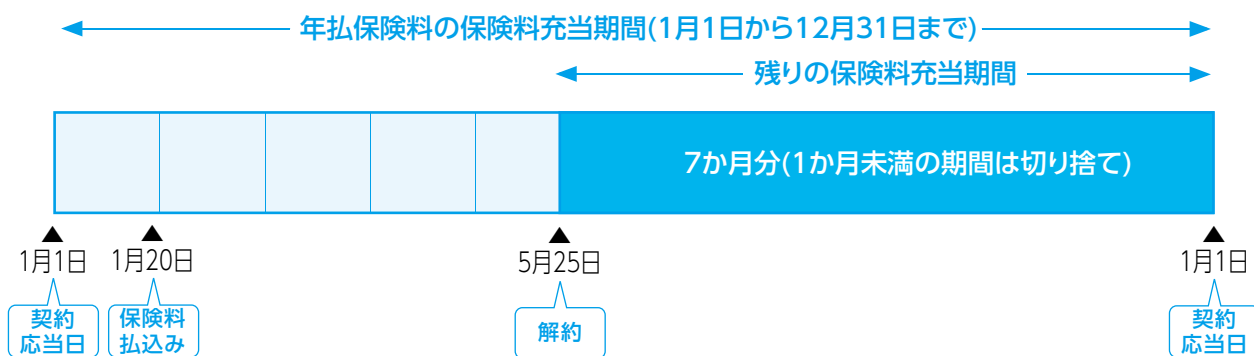 年払保険料の保険料充当期間(1月1日から12月31日まで)
残りの保険料充当期間
7か月分(1か月未満の期間は切り捨て)
1月1日
1月20日
5月25日
1月1日
契約
応当日
保険料
払込み
解約
契約
応当日